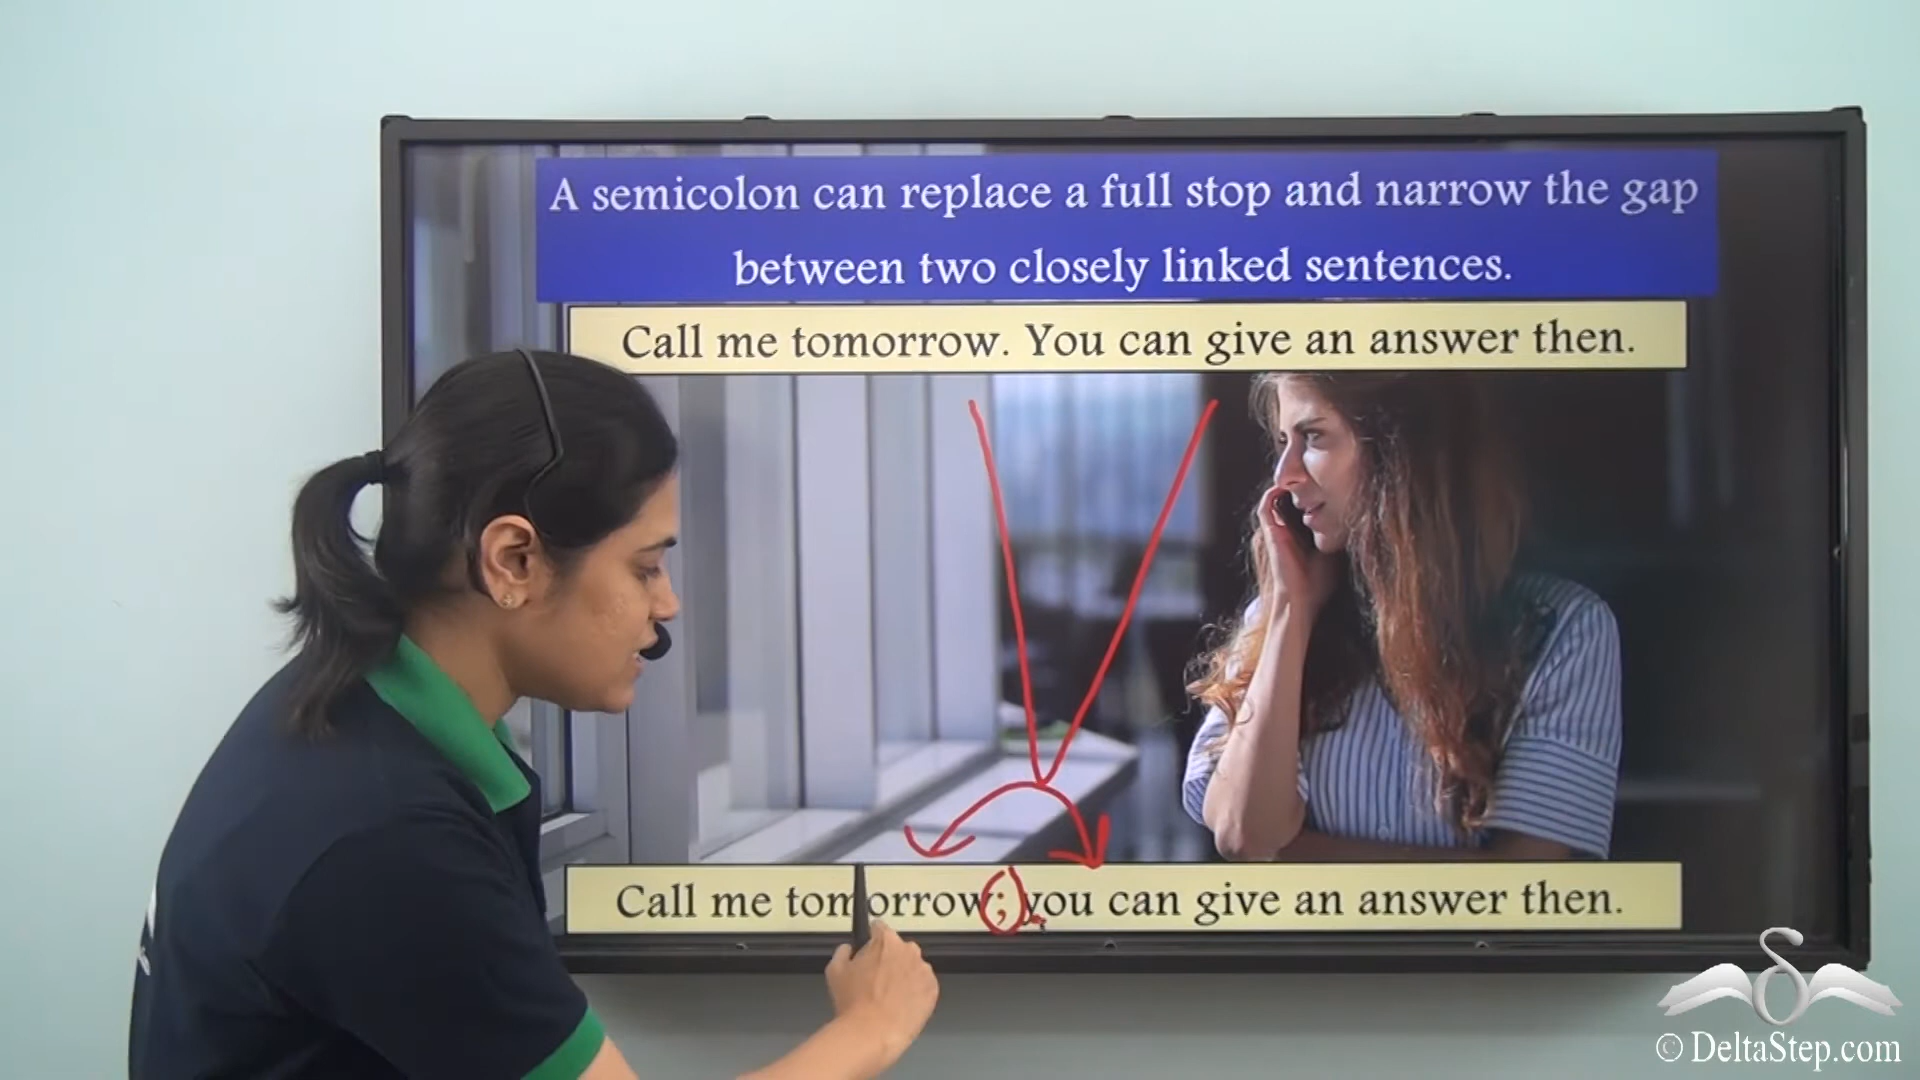 A semicolon can replace a full stop and narrow the gap
between two closely linked sentences.
Call me tomorrow. You can give an answer then.
Call me tomorrow; you can give an answer then.
© DeltaStep.com